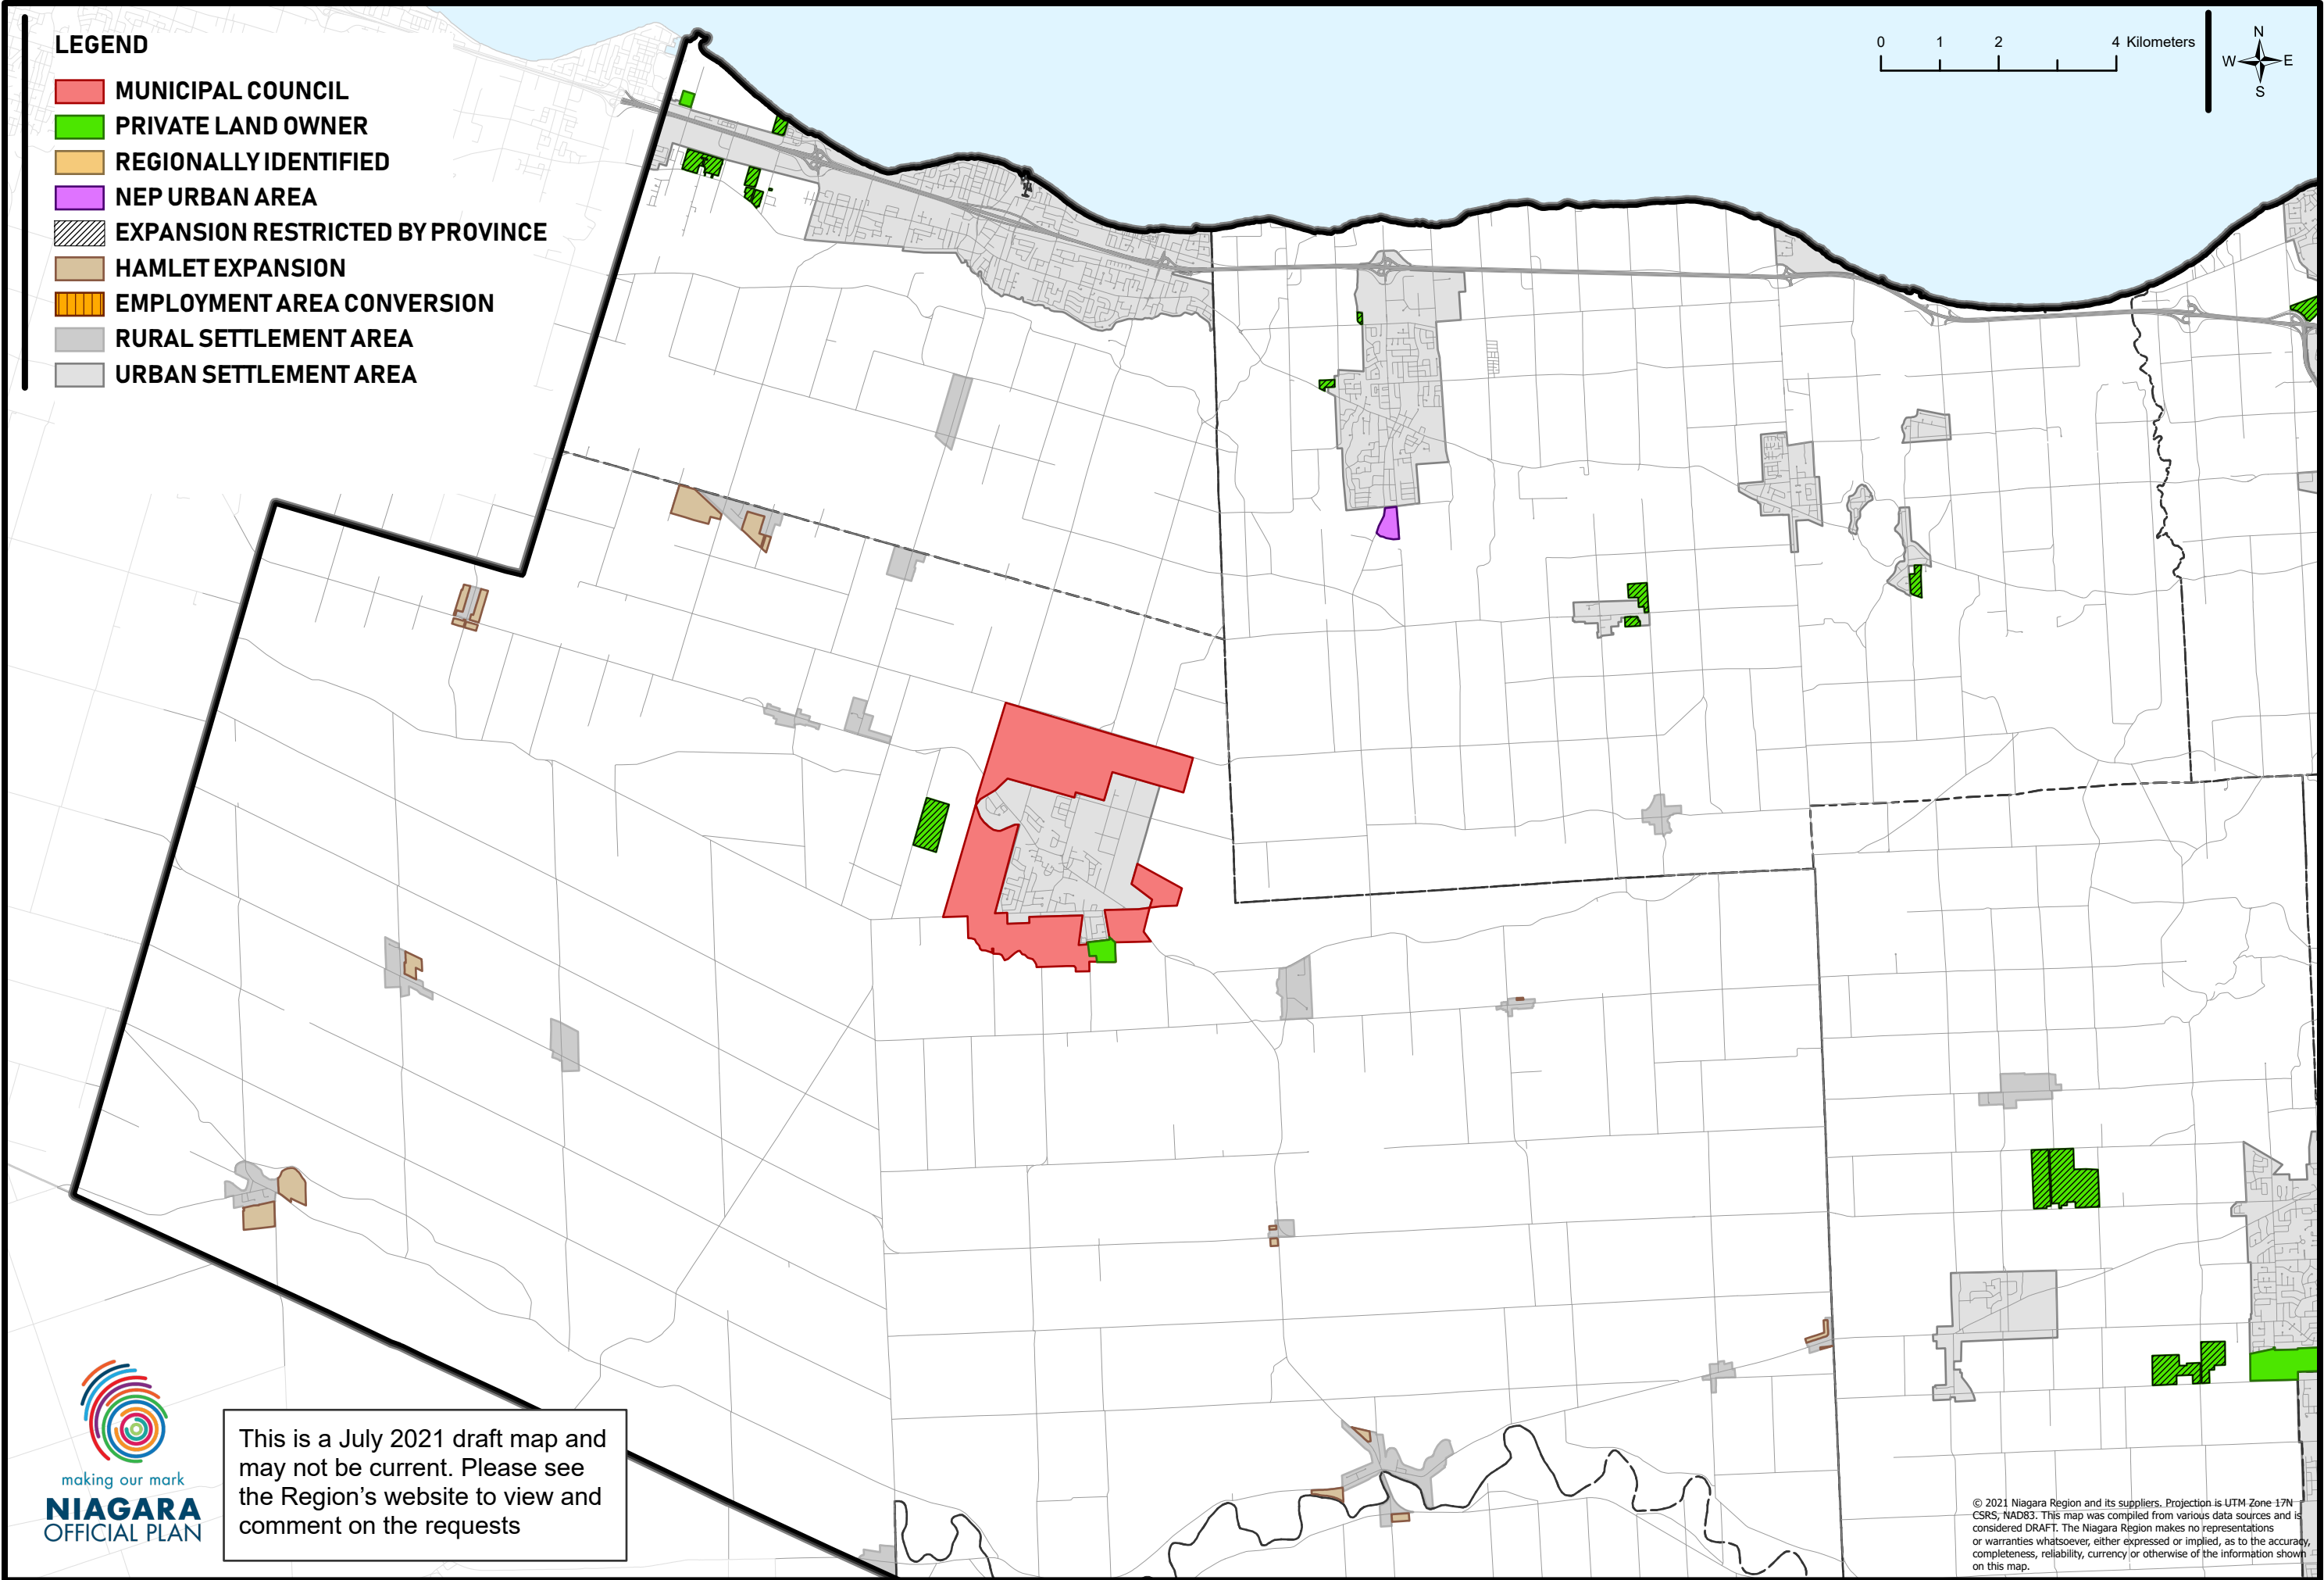 LEGEND
MUNICIPAL COUNCIL
PRIVATE LAND OWNER
REGIONALLY IDENTIFIED
NEP URBAN AREA
EXPANSION RESTRICTED BY PROVINCE
HAMLET EXPANSION
EMPLOYMENT AREA CONVERSION
RURAL SETTLEMENT AREA
URBAN SETTLEMENT AREA
0 1 2 4 Kilometers
N
W E
S
making our mark
NIAGARA
OFFICIAL PLAN
This is a July 2021 draft map and
may not be current. Please see
the Region's website to view and
comment on the requests
© 2021 Niagara Region and its suppliers. Projection is UTM Zone 17N
CSRS, NAD83. This map was compiled from various data sources and is
considered DRAFT. The Niagara Region makes no representations
or warranties whatsoever, either expressed or implied, as to the accuracy,
completeness, reliability, currency or otherwise of the information shown
on this map.